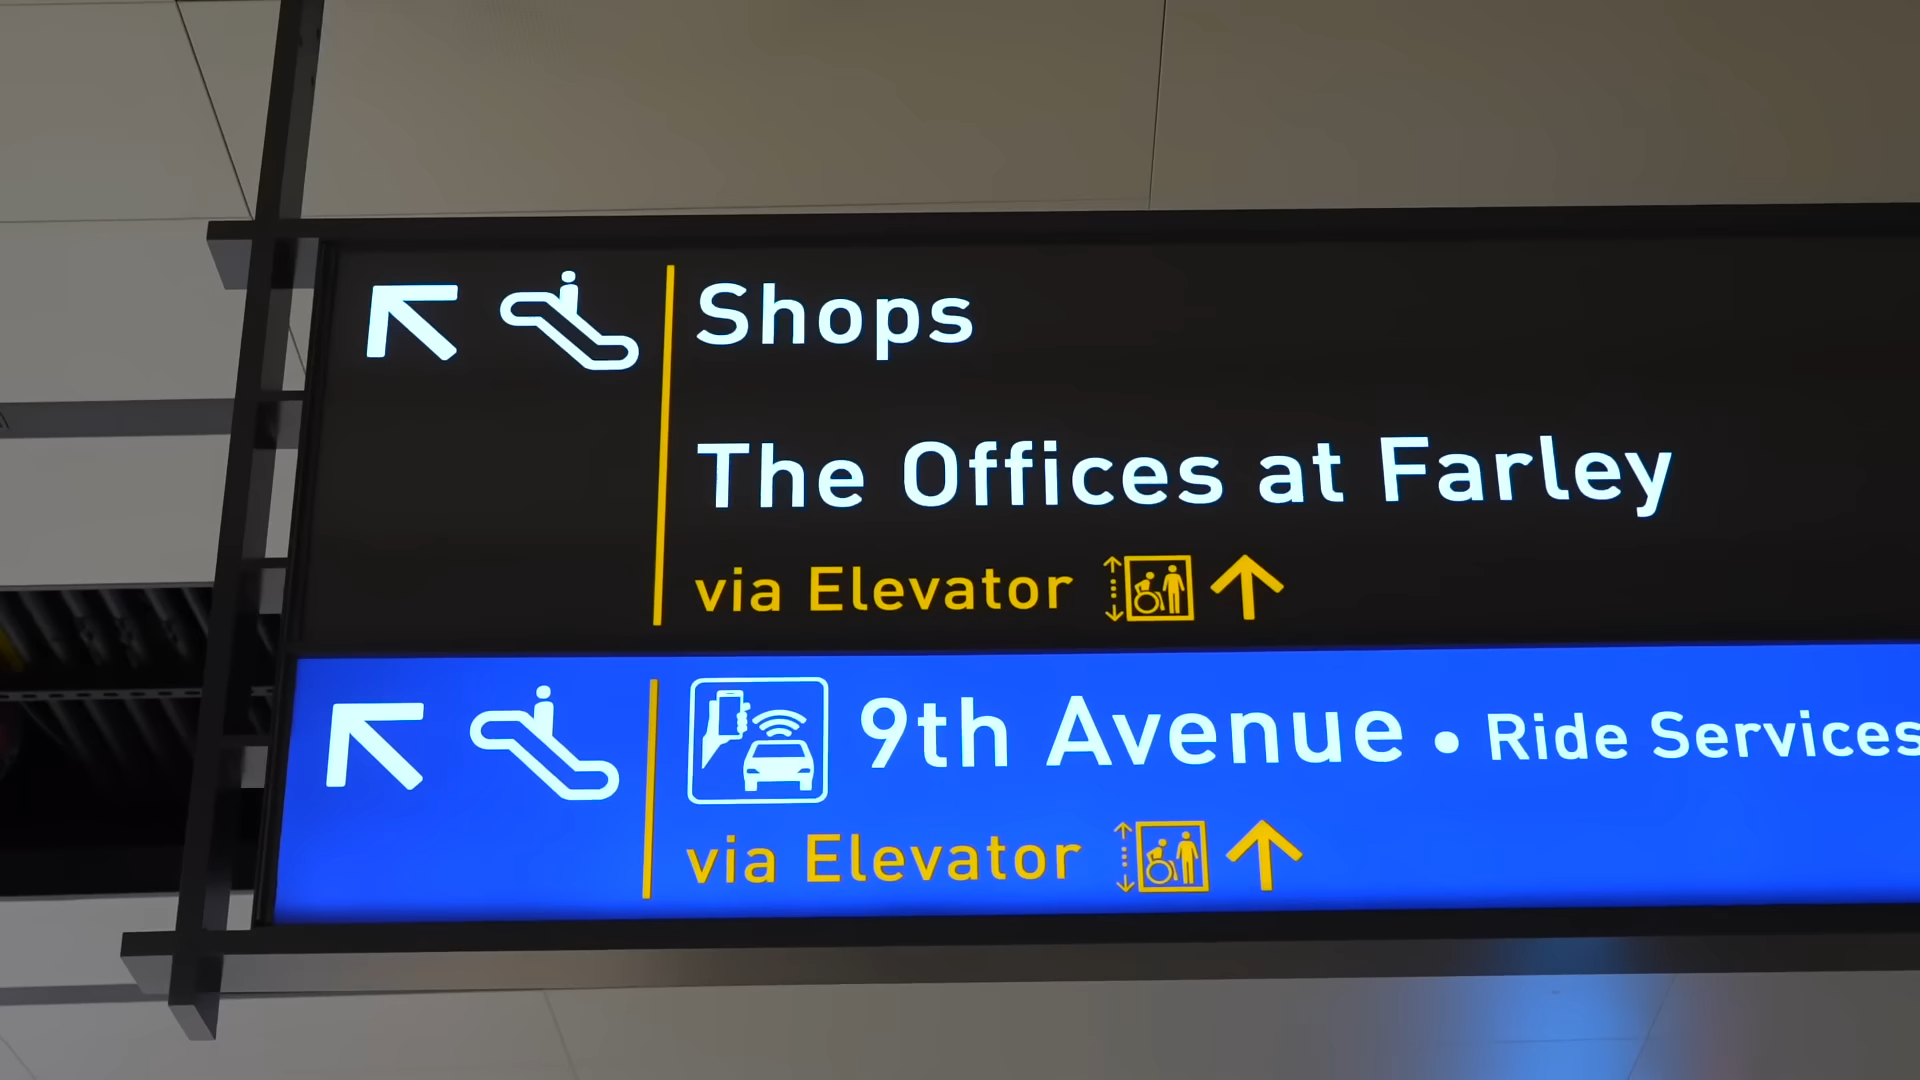 Shops
The Offices at Farley
via Elevator
9th Avenue • Ride Services
via Elevator